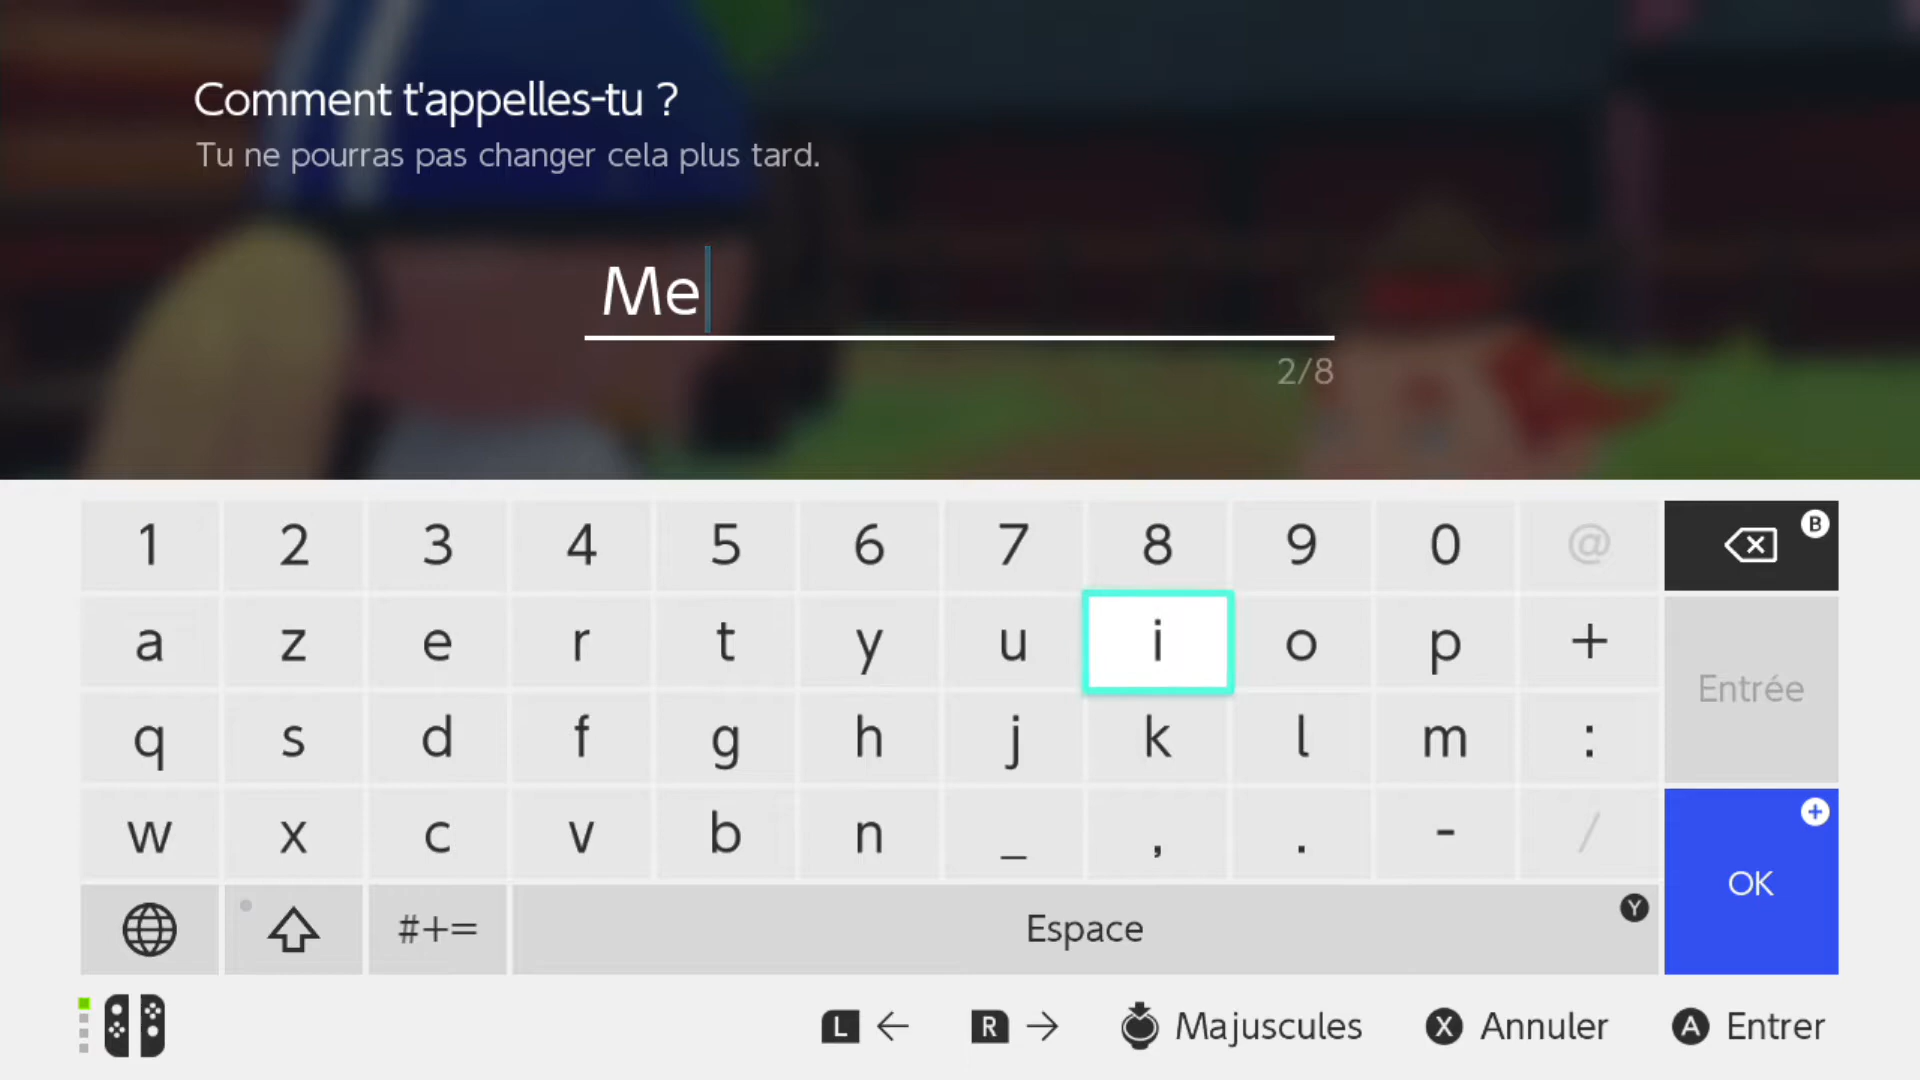 Comment t'appelles-tu ?
Tu ne pourras pas changer cela plus tard.
Me
2/8
1 2 3 4 5 6 7 8 9 0 @ B
a z e r t y u i o p + Entrée
q s d f g h j k l m :
w x c v b n _ , . - / OK
#+= Espace Y
L ← R → Majuscules X Annuler A Entrer